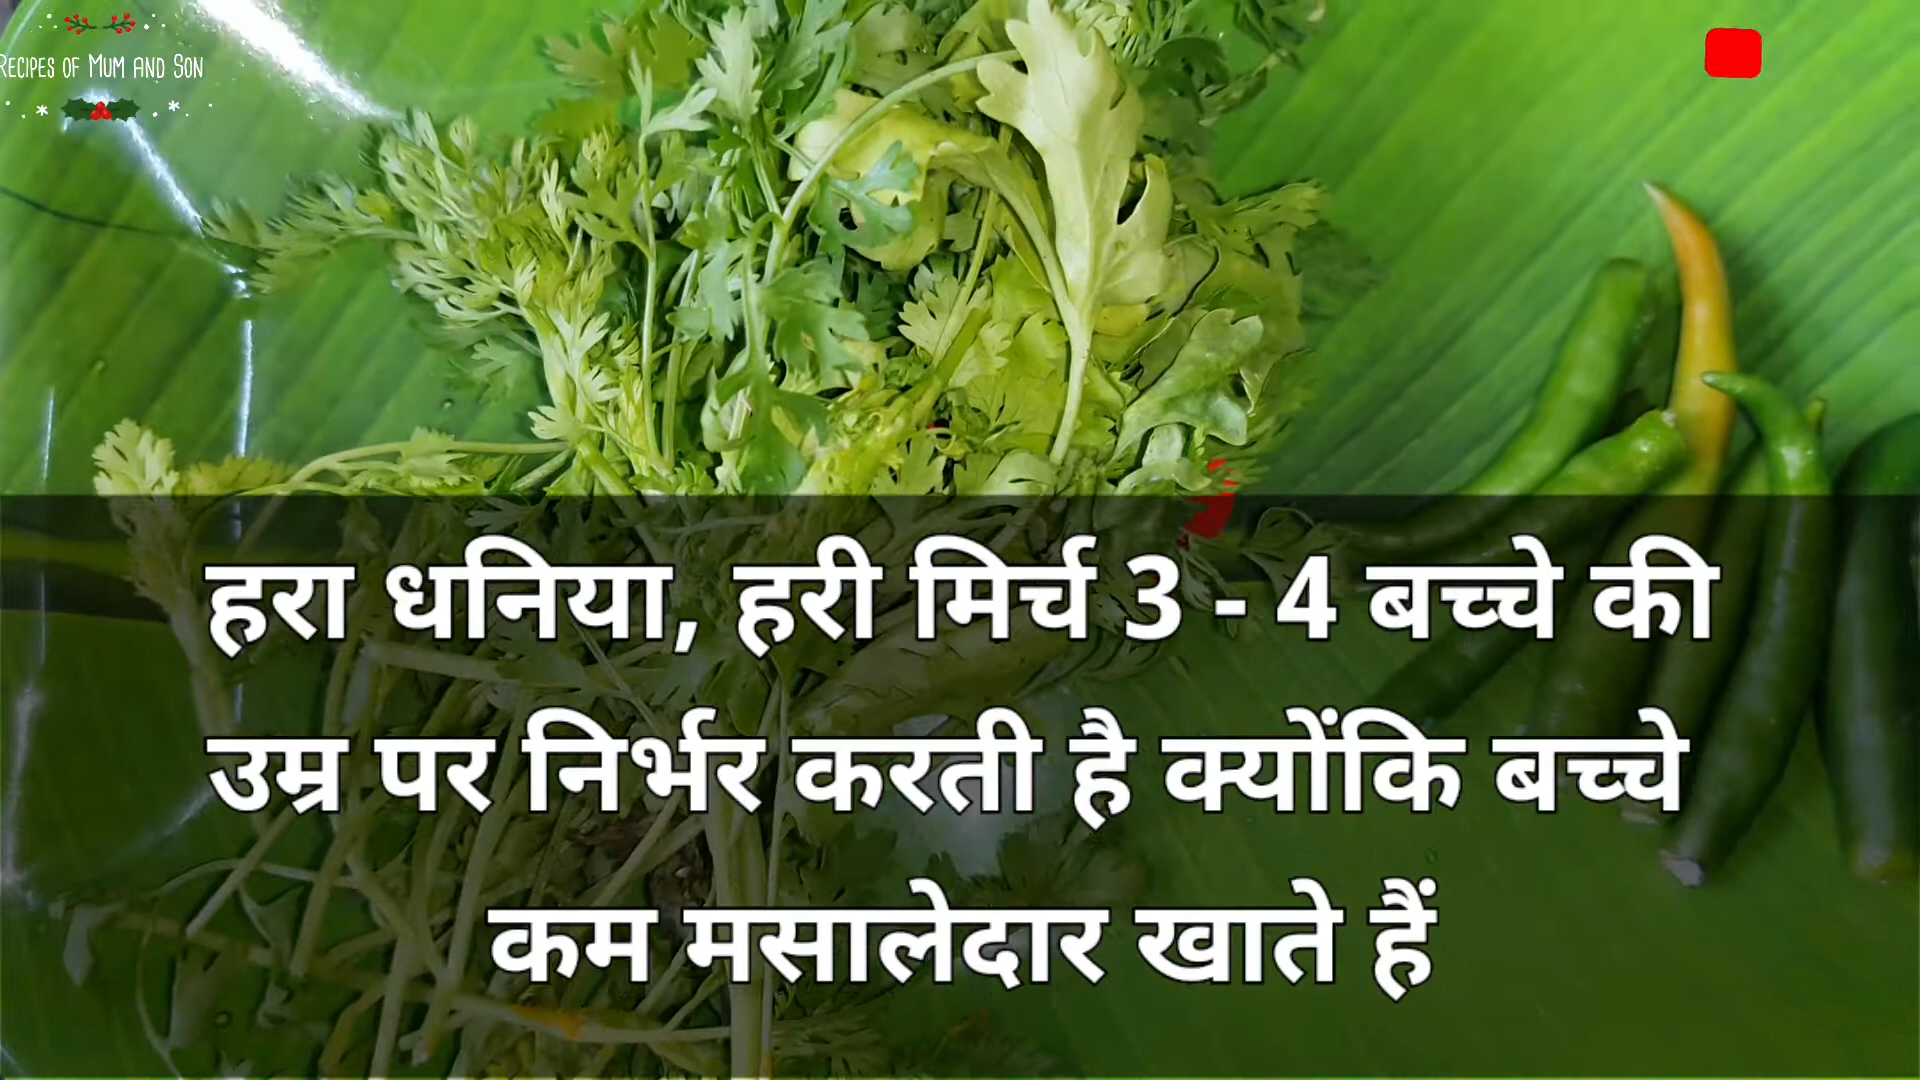 RECIPES OF MUM AND SON
हरा धनिया, हरी मिर्च 3 - 4 बच्चे की
उम्र पर निर्भर करती है क्योंकि बच्चे
कम मसालेदार खाते हैं